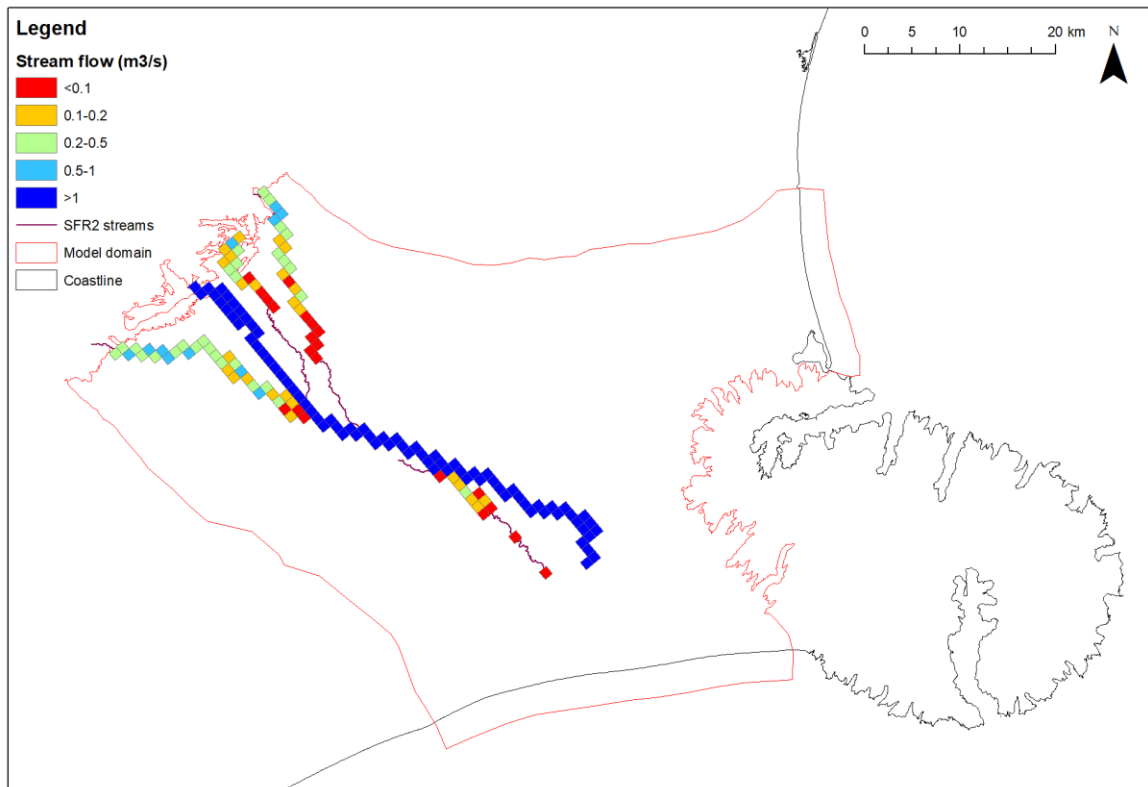 Legend
Stream flow (m3/s)
<0.1
0.1-0.2
0.2-0.5
0.5-1
>1
SFR2 streams
Model domain
Coastline
0 5 10 20 km
N